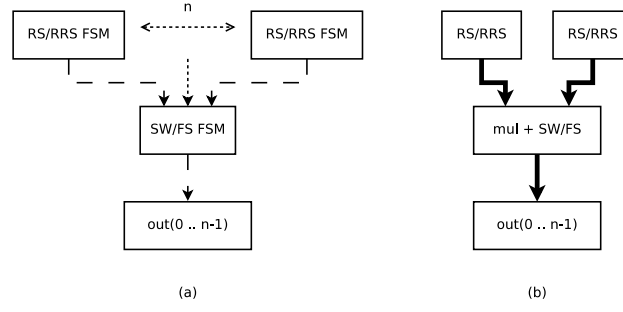 n
RS/RRS FSM
RS/RRS FSM
SW/FS FSM
out(0 .. n-1)
(a)
RS/RRS
RS/RRS
mul + SW/FS
out(0 .. n-1)
(b)